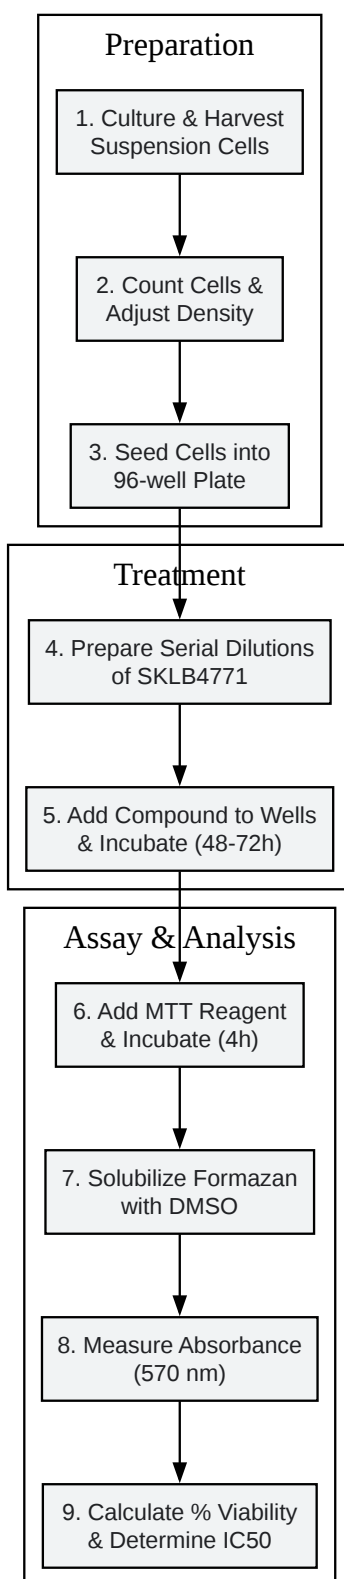 Preparation
1. Culture & Harvest
Suspension Cells
2. Count Cells &
Adjust Density
3. Seed Cells into
96-well Plate
Treatment
4. Prepare Serial Dilutions
of SKLB4771
5. Add Compound to Wells
& Incubate (48-72h)
Assay & Analysis
6. Add MTT Reagent
& Incubate (4h)
7. Solubilize Formazan
with DMSO
8. Measure Absorbance
(570 nm)
9. Calculate % Viability
& Determine IC50